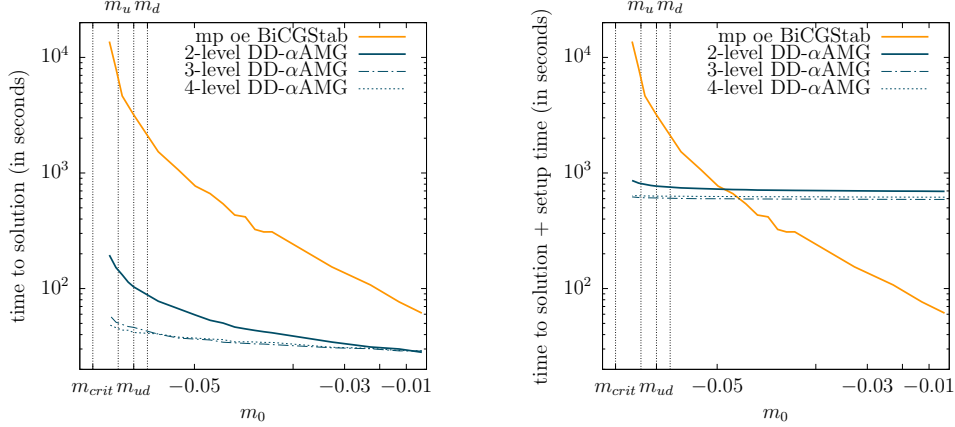 m_u m_d
mp oe BiCGStab
2-level DD-αAMG
3-level DD-αAMG
4-level DD-αAMG
time to solution (in seconds)
10^4
10^3
10^2
m_crit m_ud −0.05 −0.03 −0.01
m_0
m_u m_d
mp oe BiCGStab
2-level DD-αAMG
3-level DD-αAMG
4-level DD-αAMG
time to solution + setup time (in seconds)
10^4
10^3
10^2
m_crit m_ud −0.05 −0.03 −0.01
m_0